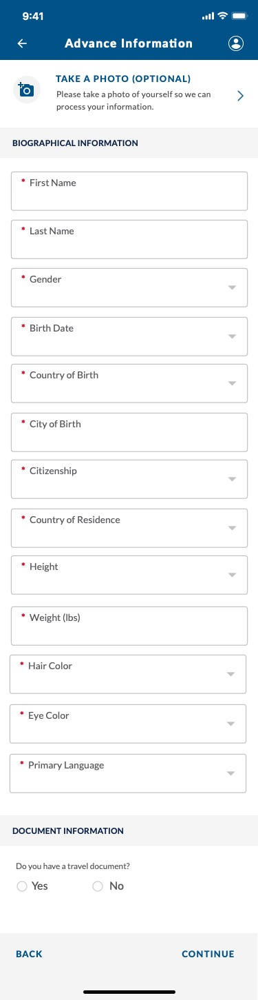 9:41
Advance Information
TAKE A PHOTO (OPTIONAL)
Please take a photo of yourself so we can
process your information.
BIOGRAPHICAL INFORMATION
* First Name
* Last Name
* Gender
* Birth Date
* Country of Birth
* City of Birth
* Citizenship
* Country of Residence
* Height
* Weight (lbs)
* Hair Color
* Eye Color
* Primary Language
DOCUMENT INFORMATION
Do you have a travel document?
Yes No
BACK CONTINUE